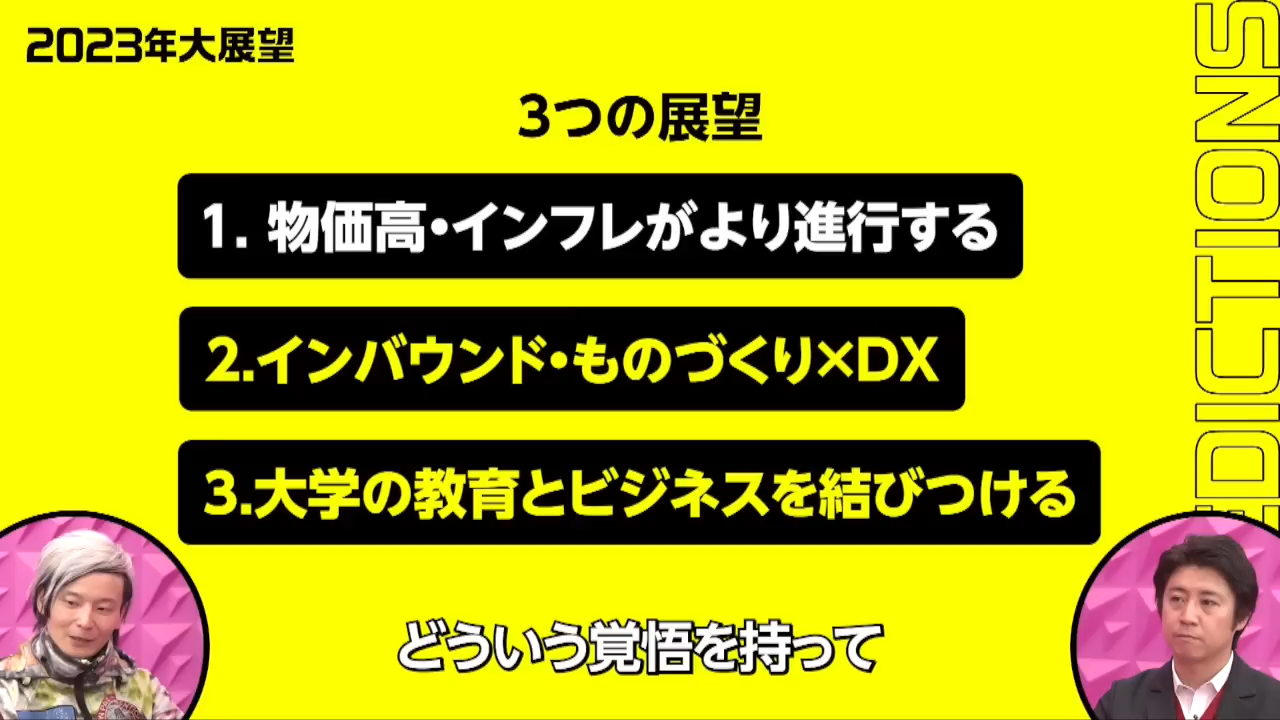 2023年大展望
3つの展望
1. 物価高・インフレがより進行する
2.インバウンド・ものづくり×DX
3.大学の教育とビジネスを結びつける
どういう覚悟を持って
EDICTIONS